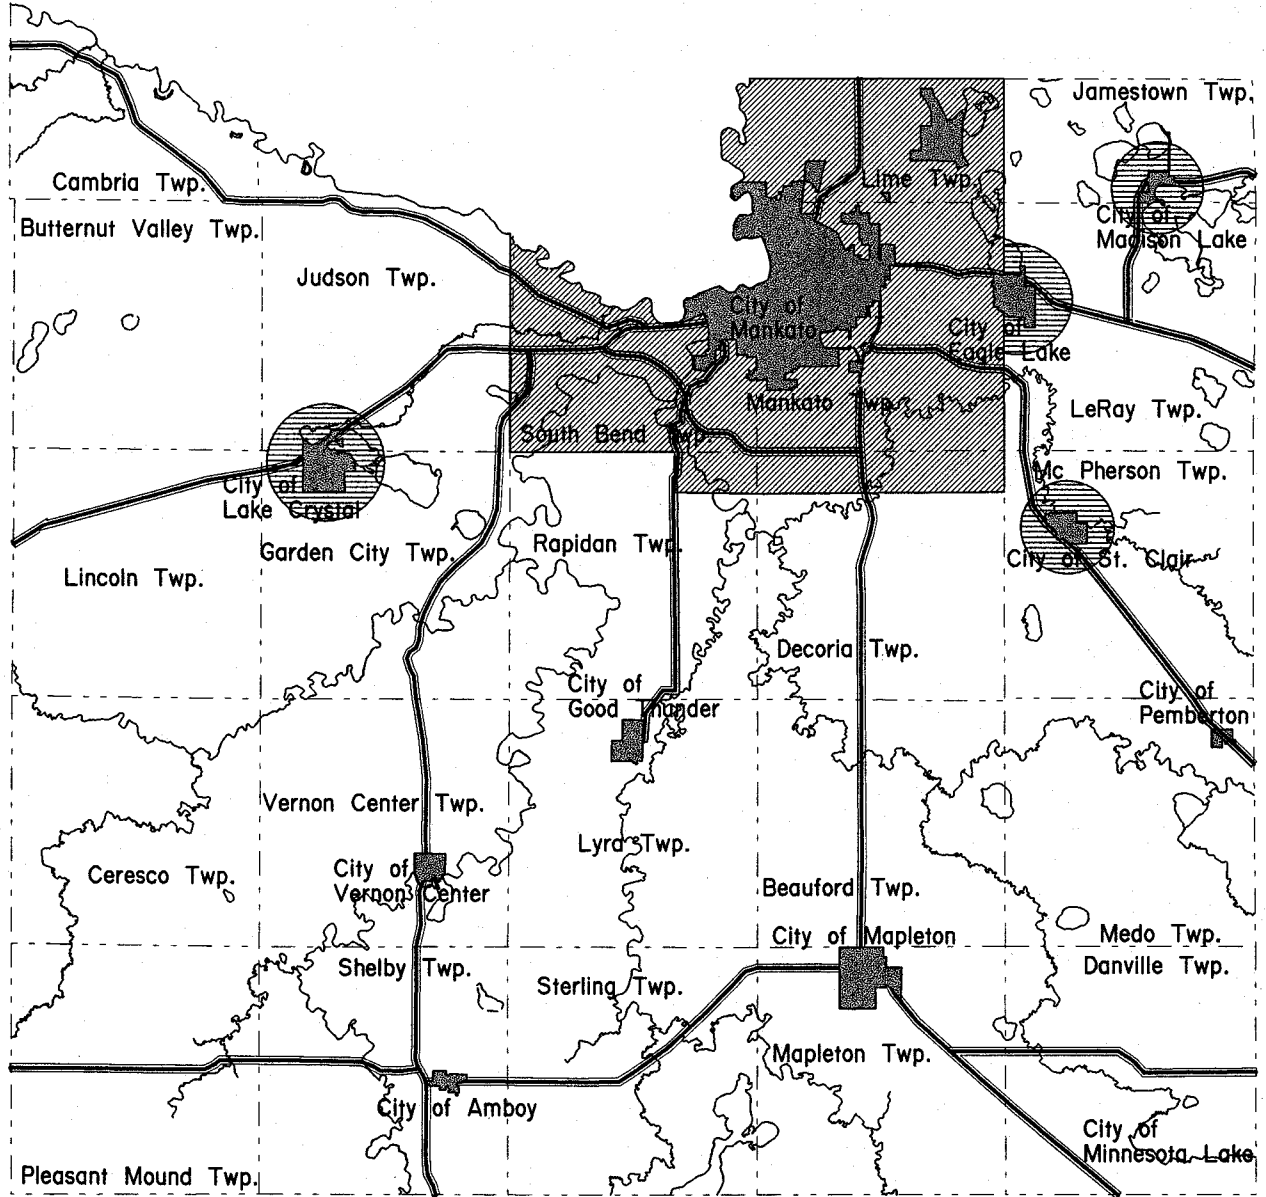 Jamestown Twp.
Cambria Twp.
Lime Twp.
Butternut Valley Twp.
City of
Madison Lake
Judson Twp.
City of
Mankato
City of
Eagle Lake
Mankato Twp.
LeRay Twp.
South Bend Twp.
Mc Pherson Twp.
City of
Lake Crystal
Garden City Twp.
Rapidan Twp.
City of St. Clair
Lincoln Twp.
Decoria Twp.
City of
Good Thunder
City of
Pemberton
Vernon Center Twp.
Lyra Twp.
Ceresco Twp.
City of
Vernon Center
Beauford Twp.
City of Mapleton
Medo Twp.
Shelby Twp.
Danville Twp.
Sterling Twp.
Mapleton Twp.
City of Amboy
City of
Minnesota Lake
Pleasant Mound Twp.